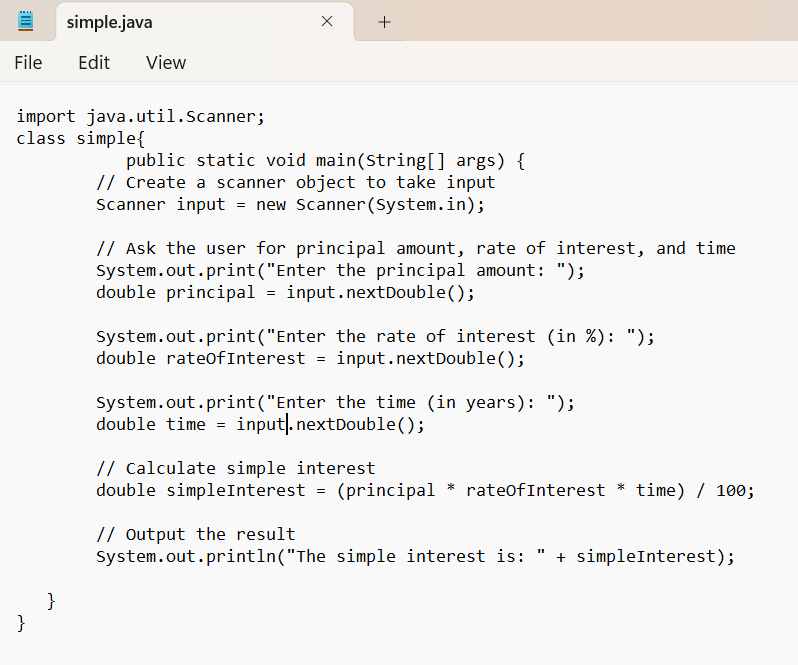 simple.java
File Edit View
import java.util.Scanner;
class simple{
public static void main(String[] args) {
// Create a scanner object to take input
Scanner input = new Scanner(System.in);
// Ask the user for principal amount, rate of interest, and time
System.out.print("Enter the principal amount: ");
double principal = input.nextDouble();
System.out.print("Enter the rate of interest (in %): ");
double rateOfInterest = input.nextDouble();
System.out.print("Enter the time (in years): ");
double time = input.nextDouble();
// Calculate simple interest
double simpleInterest = (principal * rateOfInterest * time) / 100;
// Output the result
System.out.println("The simple interest is: " + simpleInterest);
}
}